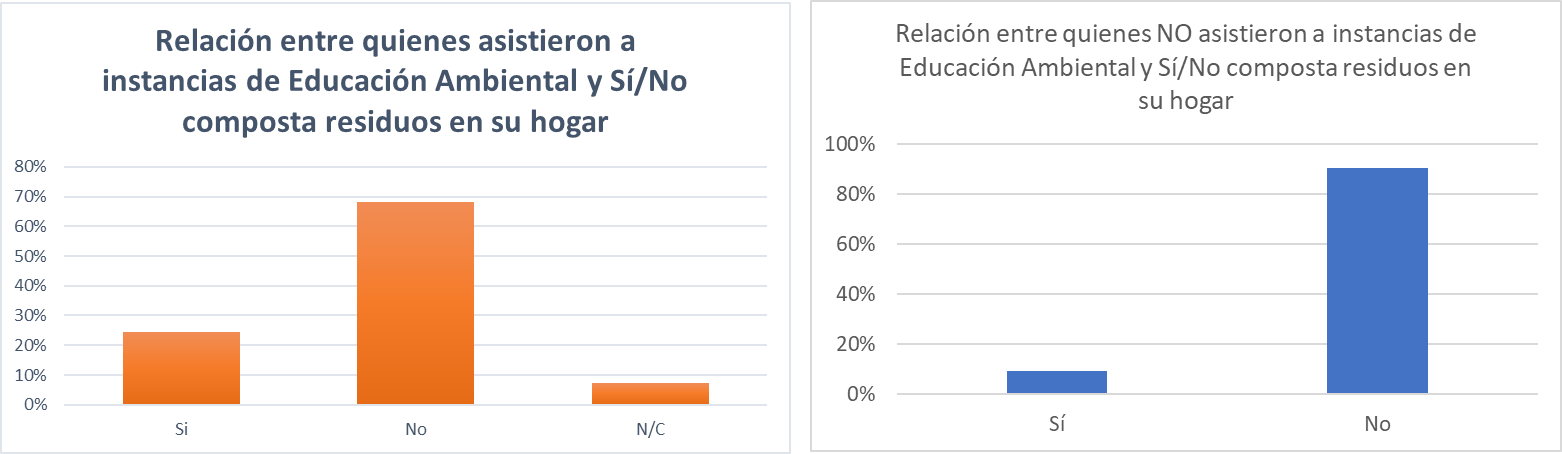 Relación entre quienes asistieron a
instancias de Educación Ambiental y Sí/No
composta residuos en su hogar
80%
70%
60%
50%
40%
30%
20%
10%
0%
Si
No
N/C
Relación entre quienes NO asistieron a instancias de
Educación Ambiental y Sí/No composta residuos en
su hogar
100%
80%
60%
40%
20%
0%
Sí
No